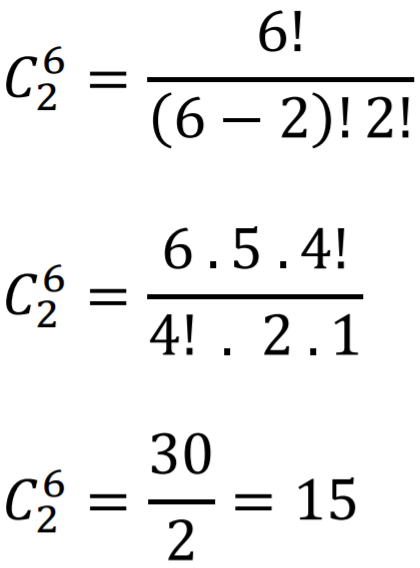 C₂⁶ = 6! / (6 − 2)! 2!
C₂⁶ = 6 . 5 . 4! / 4! . 2 . 1
C₂⁶ = 30 / 2 = 15